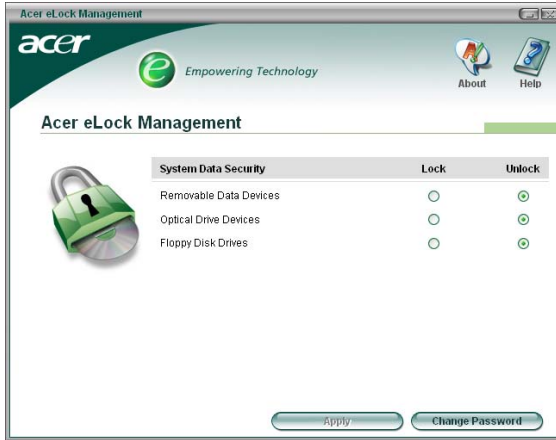 Acer eLock Management
acer
e Empowering Technology
About Help
Acer eLock Management
System Data Security Lock Unlock
Removable Data Devices
Optical Drive Devices
Floppy Disk Drives
Apply Change Password